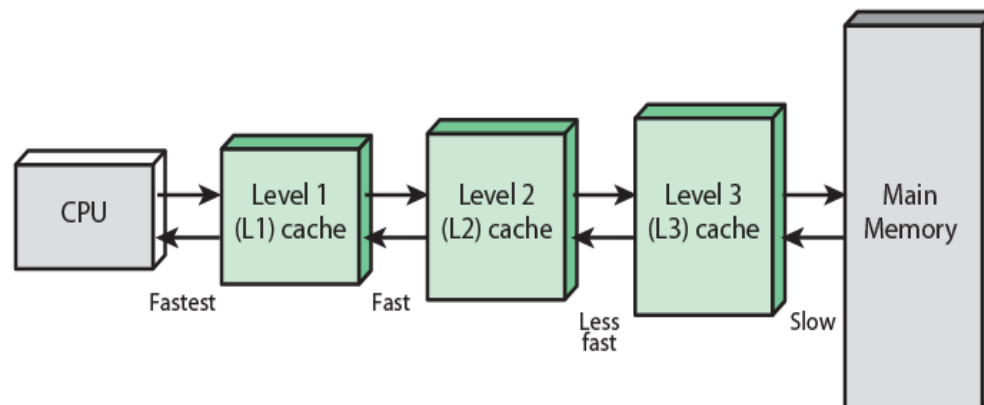 CPU
Level 1
(L1) cache
Level 2
(L2) cache
Level 3
(L3) cache
Main
Memory
Fastest
Fast
Less
fast
Slow